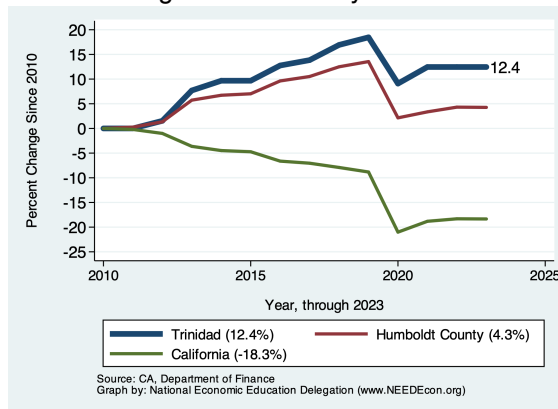 Percent Change Since 2010
20
15
10
5
0
-5
-10
-15
-20
-25
12.4
2010 2015 2020 2025
Year, through 2023
Trinidad (12.4%) Humboldt County (4.3%)
California (-18.3%)
Source: CA, Department of Finance
Graph by: National Economic Education Delegation (www.NEEDEcon.org)